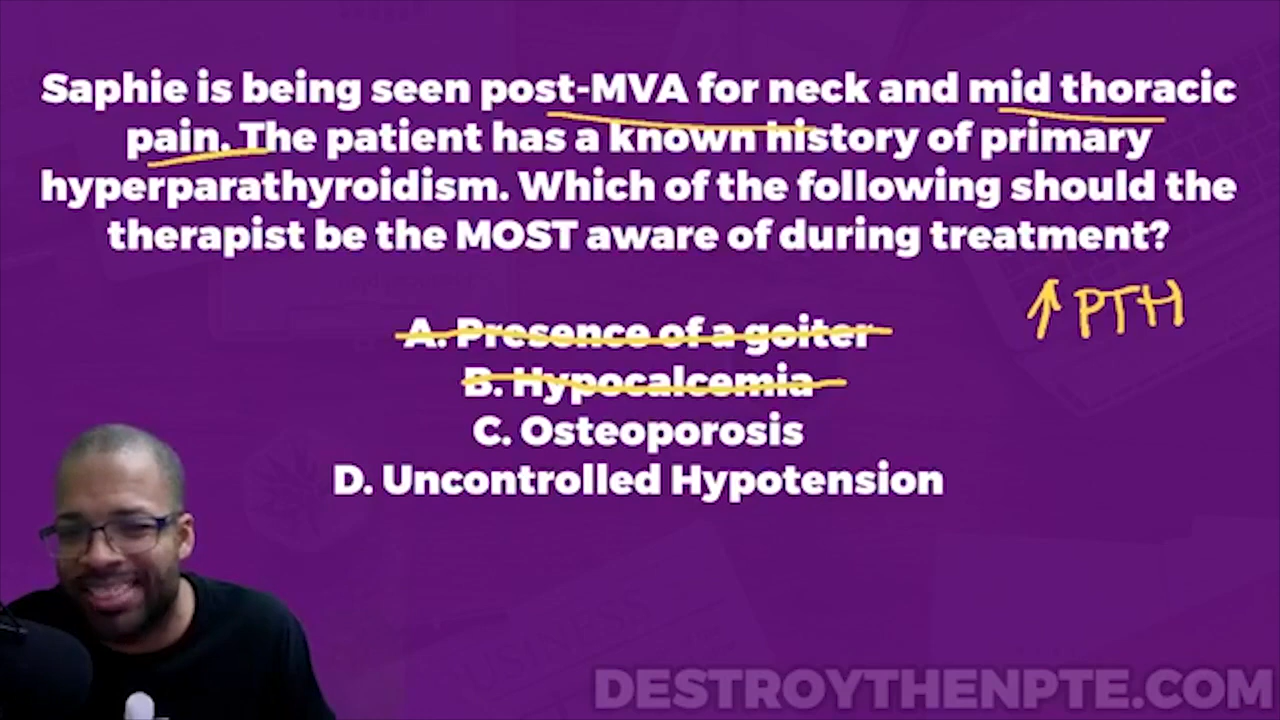 Saphie is being seen post-MVA for neck and mid thoracic
pain. The patient has a known history of primary
hyperparathyroidism. Which of the following should the
therapist be the MOST aware of during treatment?
↑ PTH
A. Presence of a goiter
B. Hypocalcemia
C. Osteoporosis
D. Uncontrolled Hypotension
DESTROYTHENPTE.COM